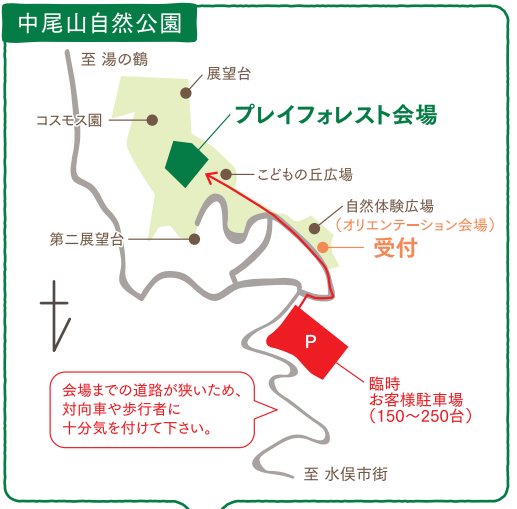 中尾山自然公園
至 湯の鶴
展望台
コスモス園
プレイフォレスト会場
こどもの丘広場
自然体験広場
(オリエンテーション会場)
受付
第二展望台
P
臨時
お客様駐車場
(150〜250台)
会場までの道路が狭いため、
対向車や歩行者に
十分気を付けて下さい。
至 水俣市街